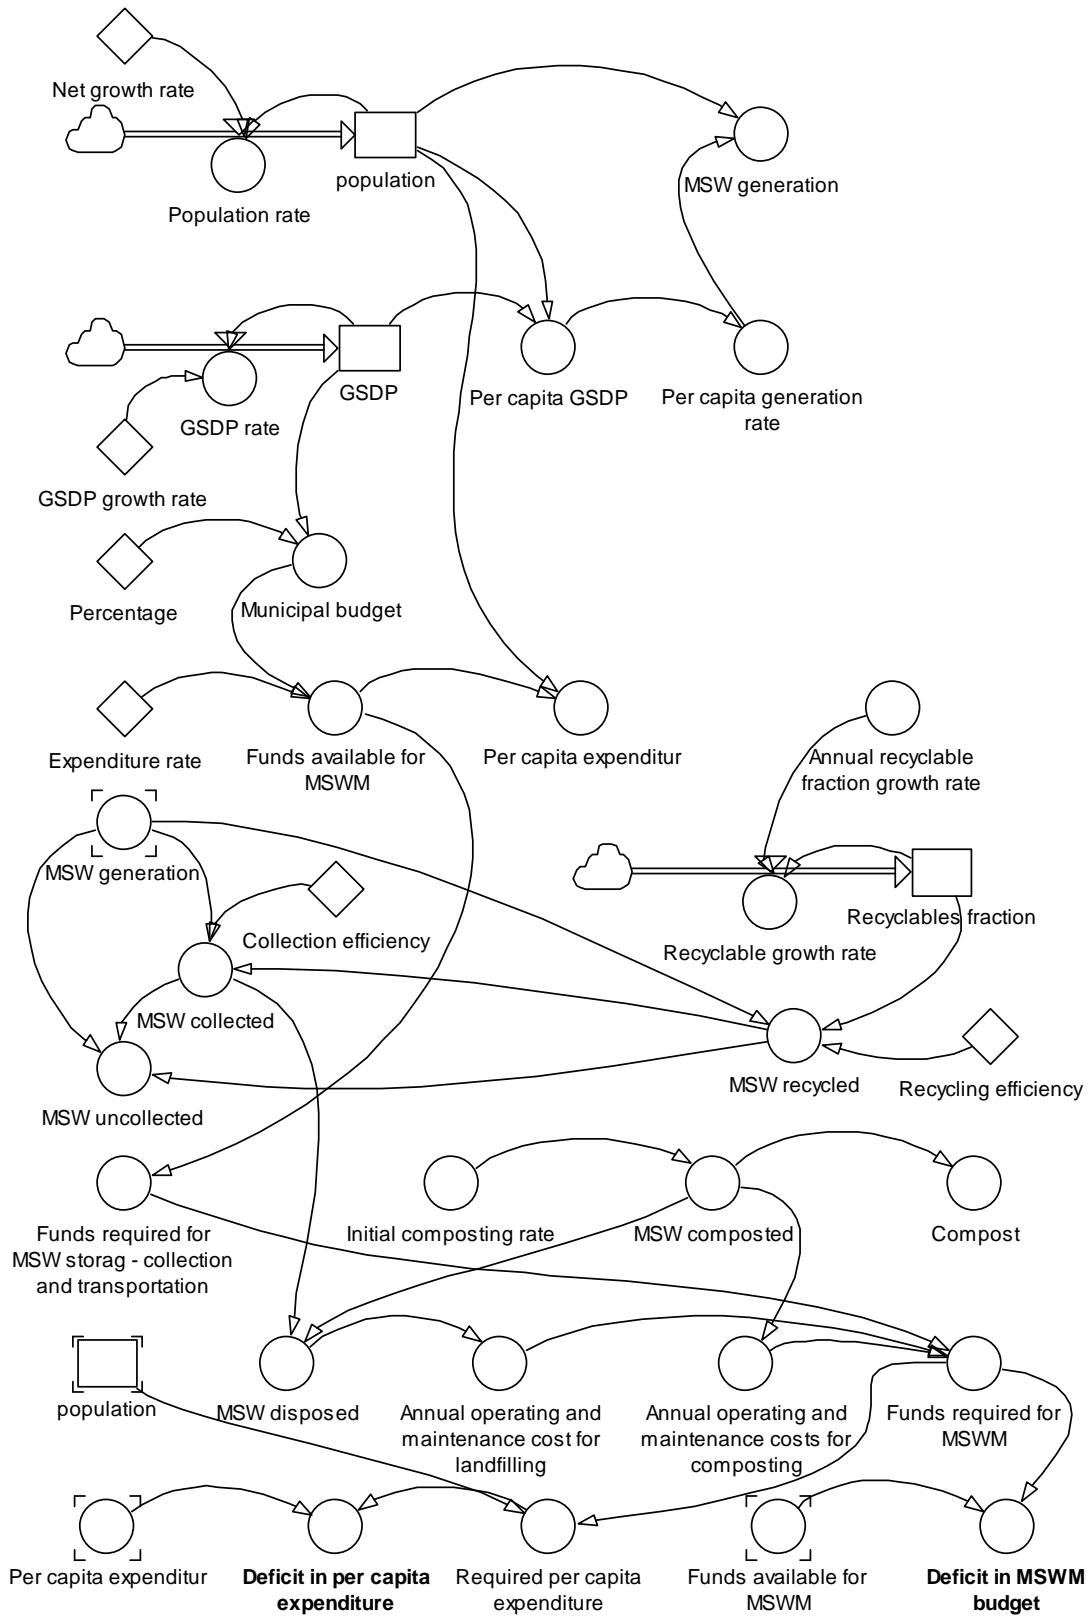 Net growth rate
population
MSW generation
Population rate
GSDP
Per capita GSDP
Per capita generation
rate
GSDP rate
GSDP growth rate
Percentage
Municipal budget
Expenditure rate
Funds available for
MSWM
Per capita expenditur
Annual recyclable
fraction growth rate
MSW generation
Collection efficiency
Recyclables fraction
Recyclable growth rate
MSW collected
MSW recycled
Recycling efficiency
MSW uncollected
Funds required for
MSW storag - collection
and transportation
Initial composting rate
MSW composted
Compost
population
MSW disposed
Annual operating and
maintenance cost for
landfilling
Annual operating and
maintenance costs for
composting
Funds required for
MSWM
Per capita expenditur
Deficit in per capita
expenditure
Required per capita
expenditure
Funds available for
MSWM
Deficit in MSWM
budget